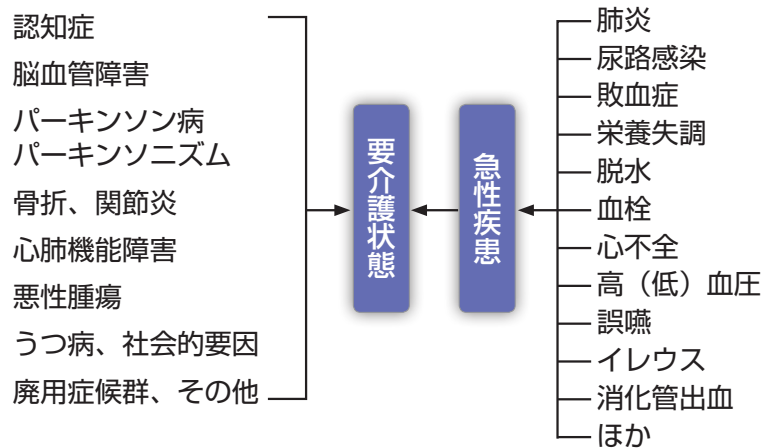 認知症
脳血管障害
パーキンソン病
パーキンソニズム
骨折、関節炎
心肺機能障害
悪性腫瘍
うつ病、社会的要因
廃用症候群、その他
要介護状態
急性疾患
肺炎
尿路感染
敗血症
栄養失調
脱水
血栓
心不全
高（低）血圧
誤嚥
イレウス
消化管出血
ほか